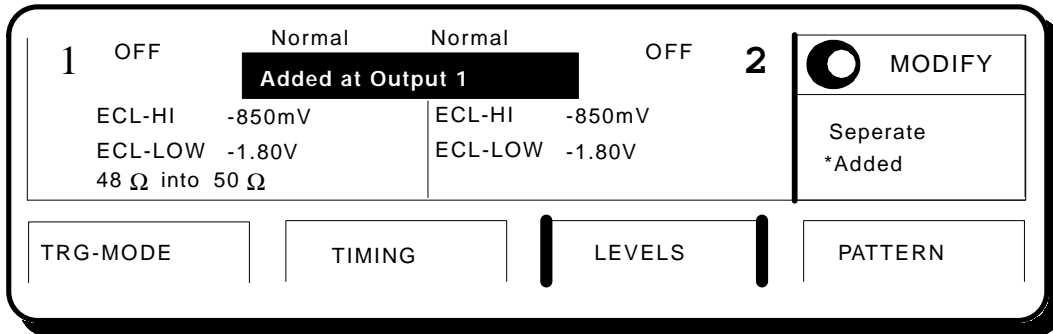 1 OFF Normal Normal OFF 2
Added at Output 1
ECL-HI -850mV ECL-HI -850mV
ECL-LOW -1.80V ECL-LOW -1.80V
48 Ω into 50 Ω
MODIFY
Seperate
*Added
TRG-MODE TIMING LEVELS PATTERN